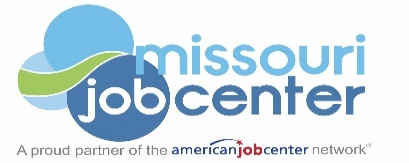 missouri
jobcenter
A proud partner of the americanjobcenter network®